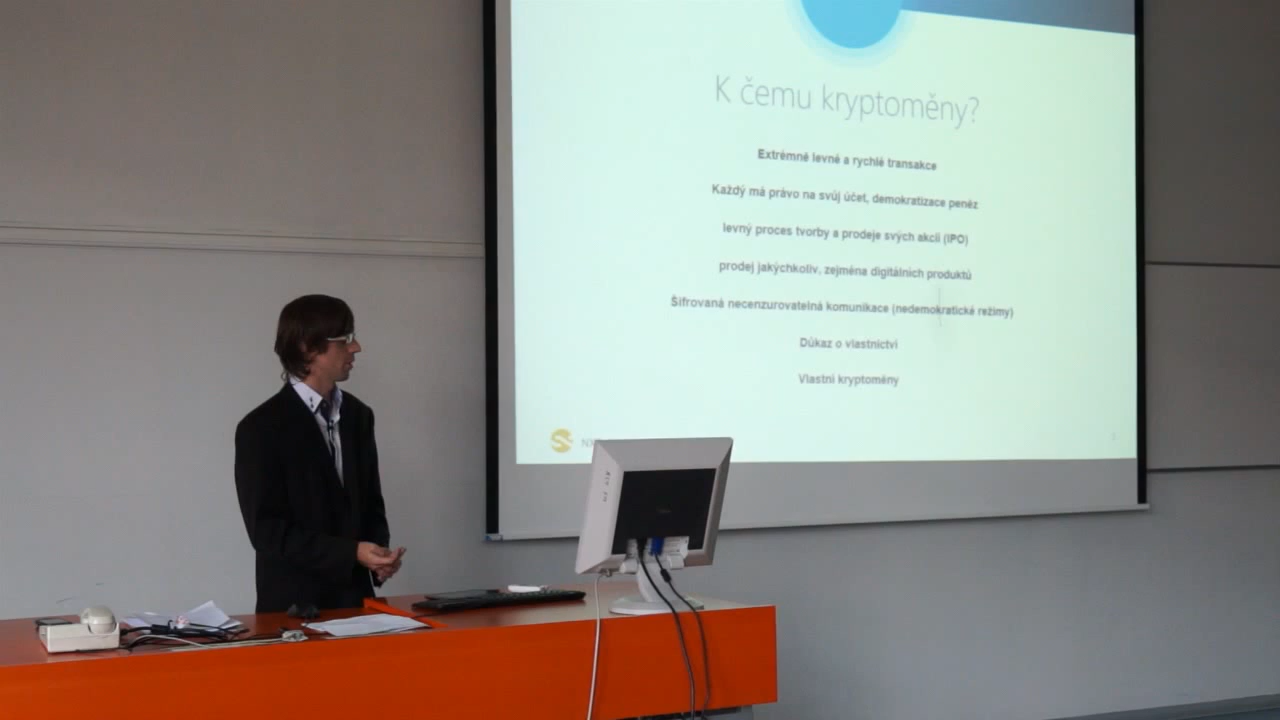 K čemu kryptoměny?
Extrémně levné a rychlé transakce
Každý má právo na svůj účet, demokratizace peněz
levný proces tvorby a prodeje svých akcií (IPO)
prodej jakýchkoliv, zejména digitálních produktů
Šifrovaná necenzurovatelná komunikace (nedemokratické režimy)
Důkaz o vlastnictví
Vlastní kryptoměny